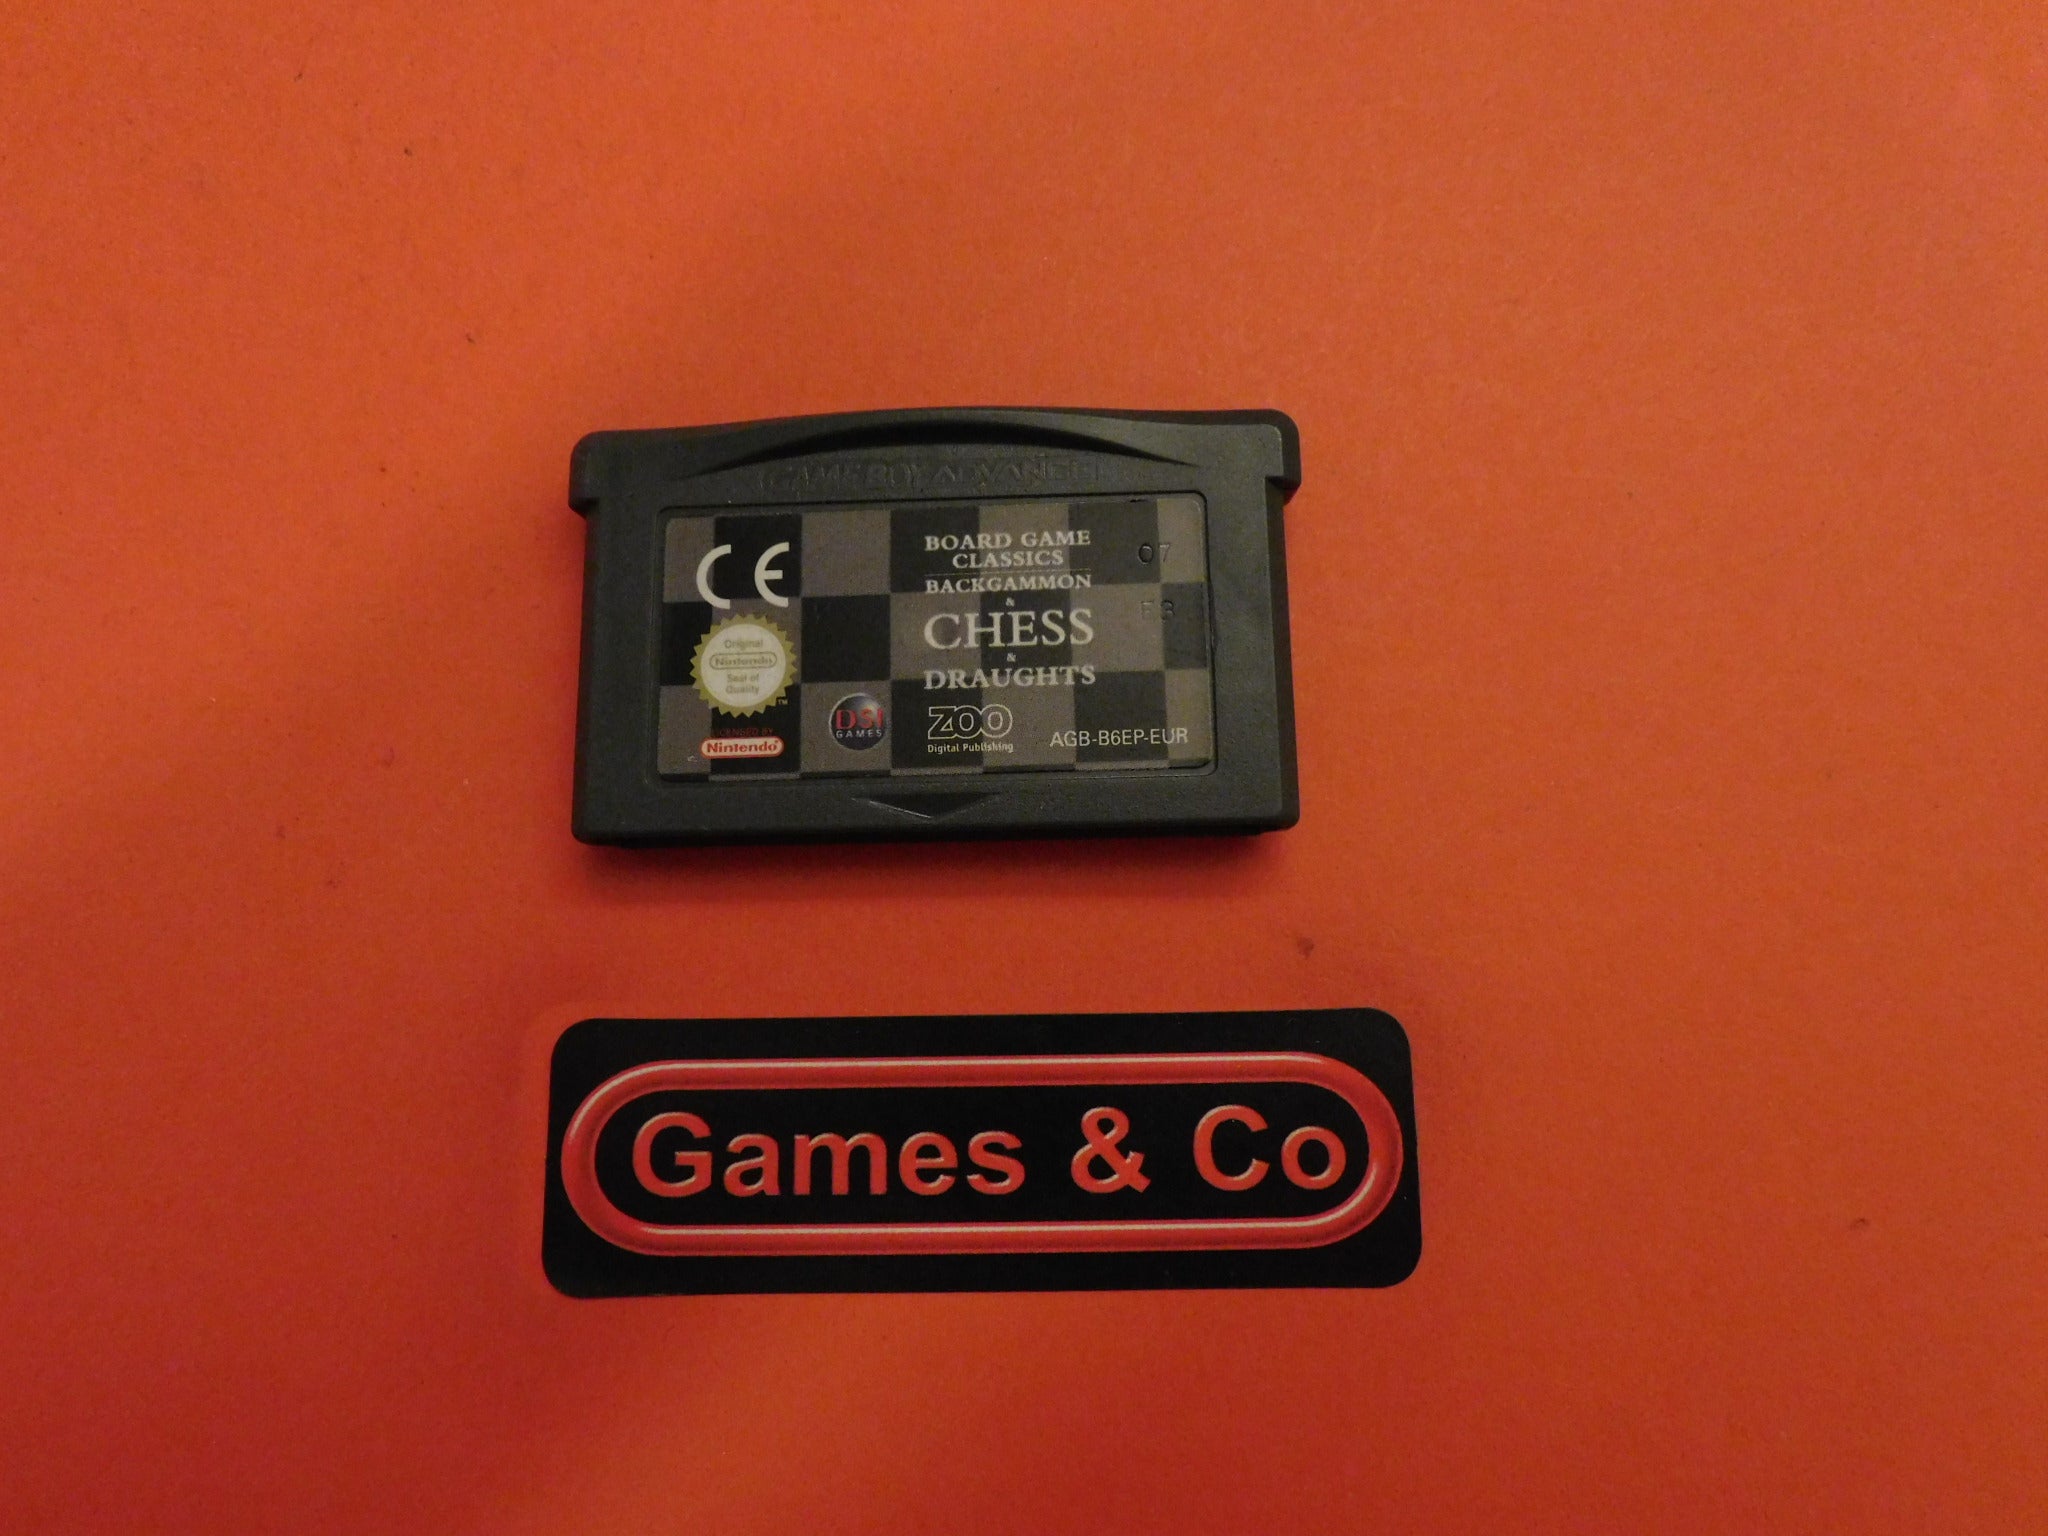 GAME BOY ADVANCE
CE
BOARD GAME
CLASSICS
BACKGAMMON
&
CHESS
&
DRAUGHTS
07
Original
Nintendo
Seal of
Quality
TM
LICENSED BY
Nintendo
DSI
GAMES
ZOO
Digital Publishing
AGB-B6EP-EUR
Games & Co